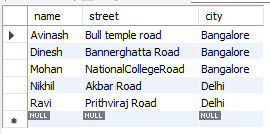 name street city
Avinash Bull temple road Bangalore
Dinesh Bannerghatta Road Bangalore
Mohan NationalCollegeRoad Bangalore
Nikhil Akbar Road Delhi
Ravi Prithviraj Road Delhi
NULL NULL NULL